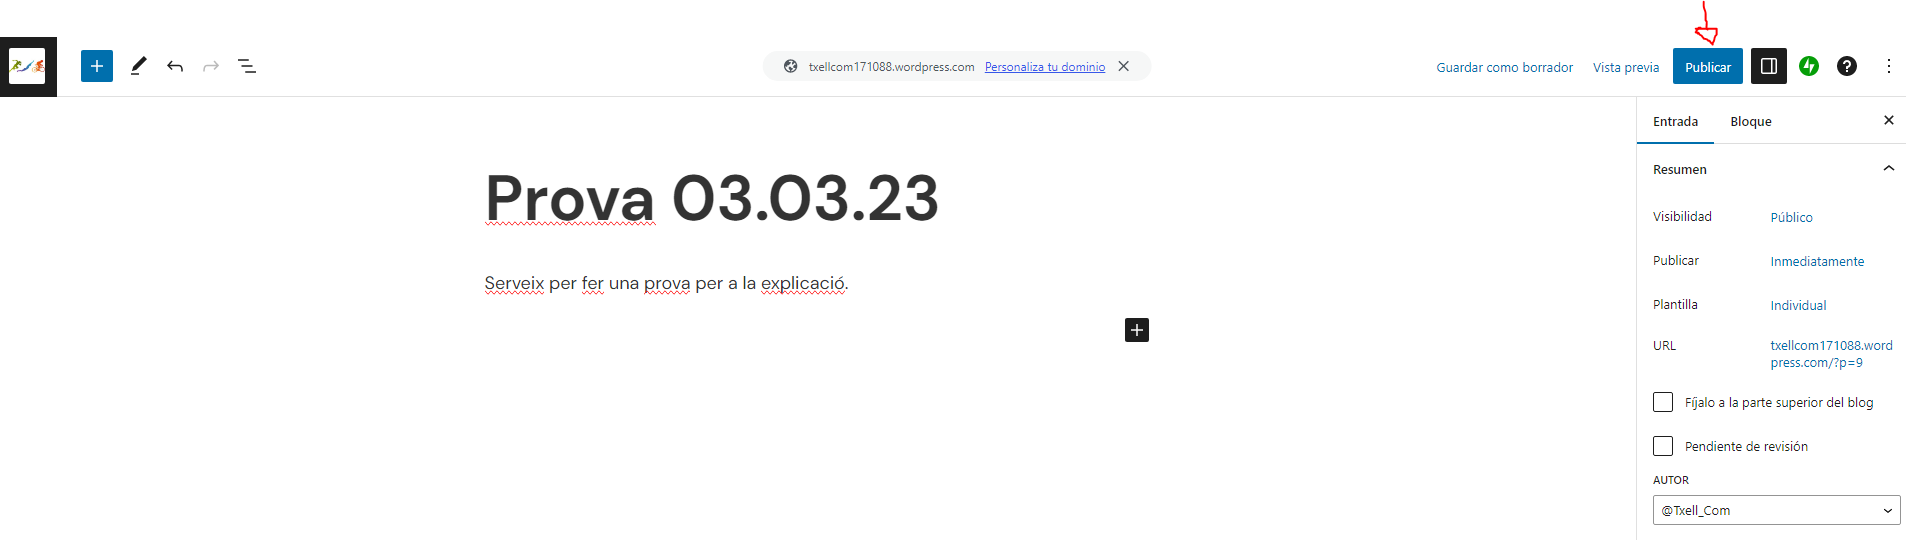 txellcom171088.wordpress.com Personaliza tu dominio
Guardar como borrador Vista previa Publicar
Entrada Bloque
Prova 03.03.23
Serveix per fer una prova per a la explicació.
Resumen
Visibilidad Público
Publicar Inmediatamente
Plantilla Individual
URL txellcom171088.word
press.com/?p=9
Fíjalo a la parte superior del blog
Pendiente de revisión
AUTOR
@Txell_Com